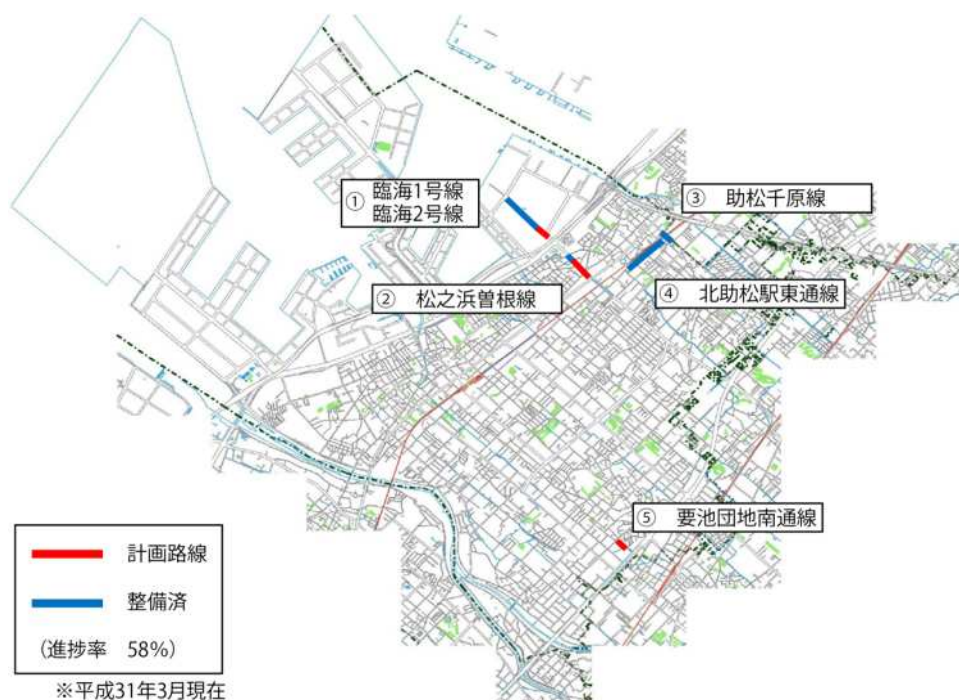 ① 臨海1号線
臨海2号線
③ 助松千原線
② 松之浜曽根線
④ 北助松駅東通線
⑤ 要池団地南通線
計画路線
整備済
（進捗率 58%）
※平成31年3月現在